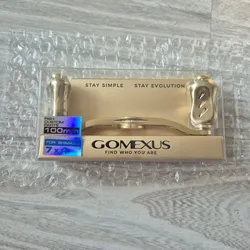 STAY SIMPLE STAY EVOLUTION
100mm
GOMEXUS
FIND WHO YOU ARE